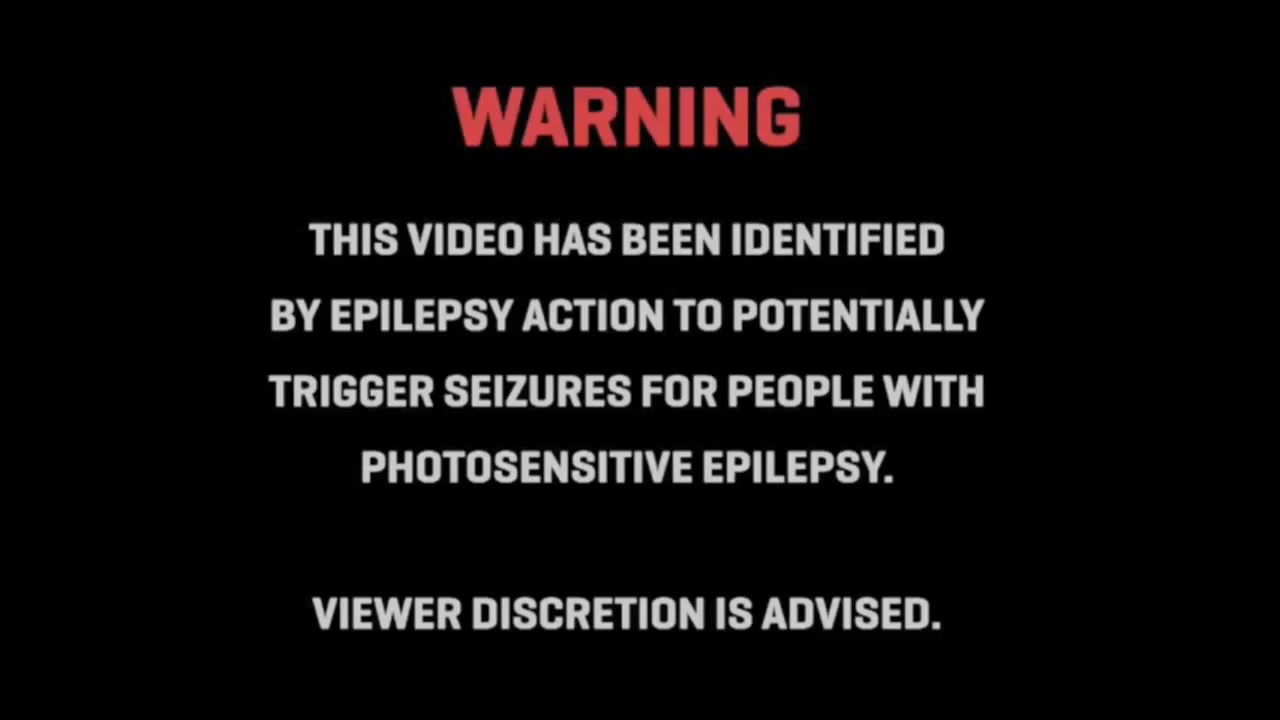 WARNING
THIS VIDEO HAS BEEN IDENTIFIED
BY EPILEPSY ACTION TO POTENTIALLY
TRIGGER SEIZURES FOR PEOPLE WITH
PHOTOSENSITIVE EPILEPSY.
VIEWER DISCRETION IS ADVISED.